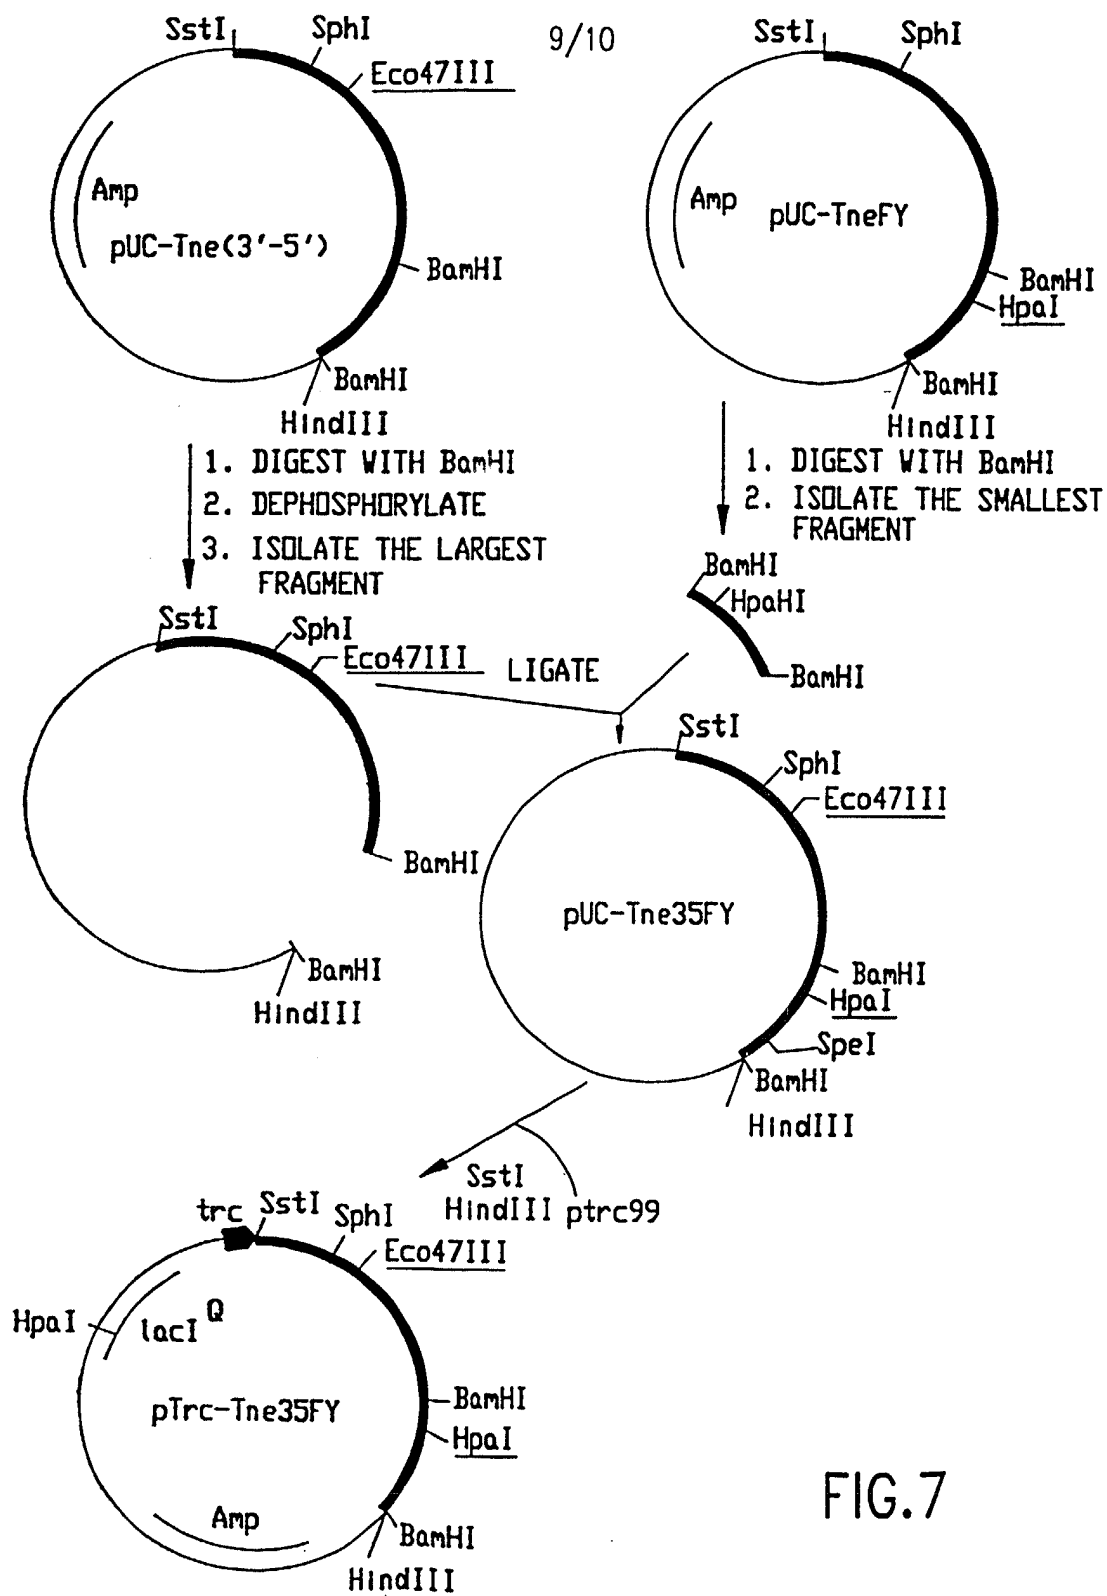 9/10
SstI
SphI
Eco47III
Amp
pUC-Tne(3'-5')
BamHI
BamHI
HindIII
SstI
SphI
Amp
pUC-TneFY
BamHI
HpaI
BamHI
HindIII
1. DIGEST WITH BamHI
2. DEPHOSPHORYLATE
3. ISOLATE THE LARGEST
FRAGMENT
1. DIGEST WITH BamHI
2. ISOLATE THE SMALLEST
FRAGMENT
SstI
SphI
Eco47III
BamHI
BamHI
HindIII
LIGATE
BamHI
HpaHI
BamHI
SstI
SphI
Eco47III
pUC-Tne35FY
BamHI
HpaI
SpeI
BamHI
HindIII
SstI
HindIII
ptrc99
trc
SstI
SphI
Eco47III
HpaI
lacI Q
pTrc-Tne35FY
BamHI
HpaI
Amp
BamHI
HindIII
FIG.7